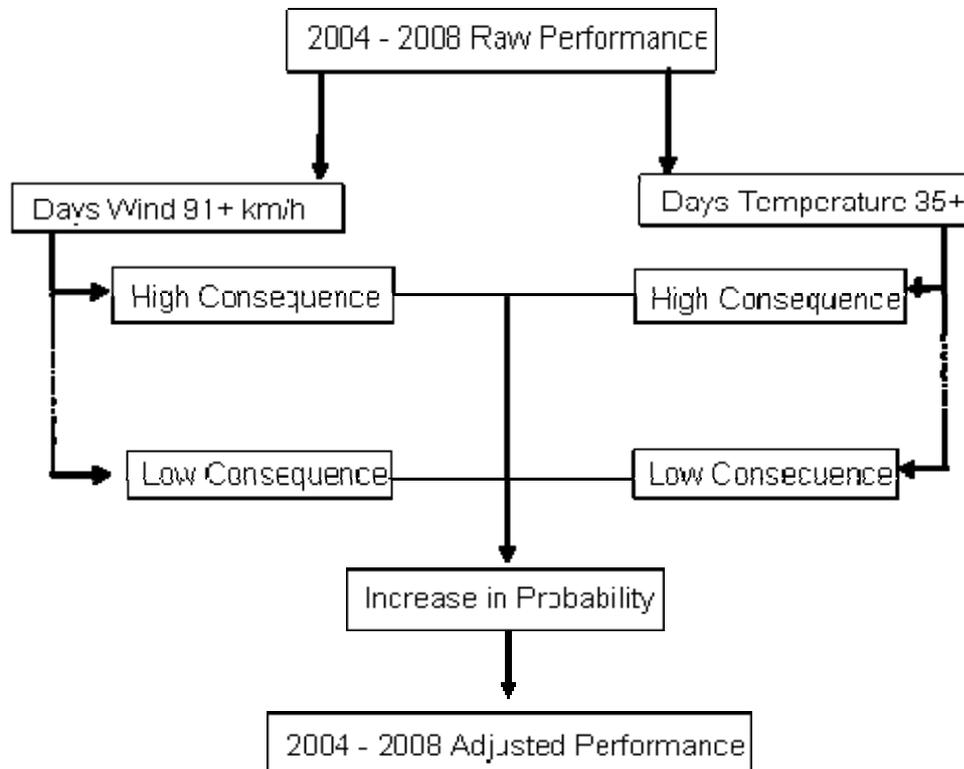 2004 - 2008 Raw Performance
Days Wind 91+ km/h
Days Temperature 35+
High Consequence
High Consequence
Low Consequence
Low Consecuence
Increase in Probability
2004 - 2008 Adjusted Performance